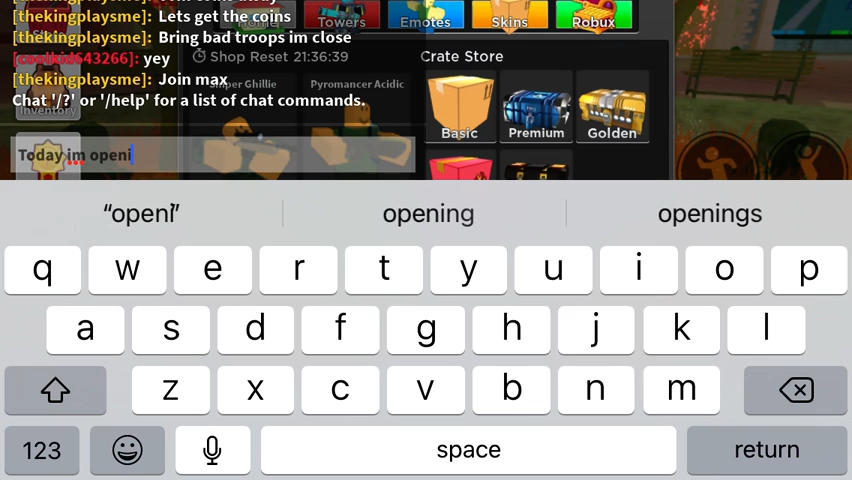 Towers
Emotes
Skins
Robux
[thekingplaysme]: Lets get the coins
[thekingplaysme]: Bring bad troops im close
[coolkid643266]: yey
[thekingplaysme]: Join max
Chat '/?' or '/help' for a list of chat commands.
Inventory
Shop Reset 21:36:39
Sniper Ghillie
Pyromancer Acidic
Crate Store
Basic
Premium
Golden
Today im openi
“openi”
opening
openings
q w e r t y u i o p
a s d f g h j k l
z x c v b n m
123
space
return